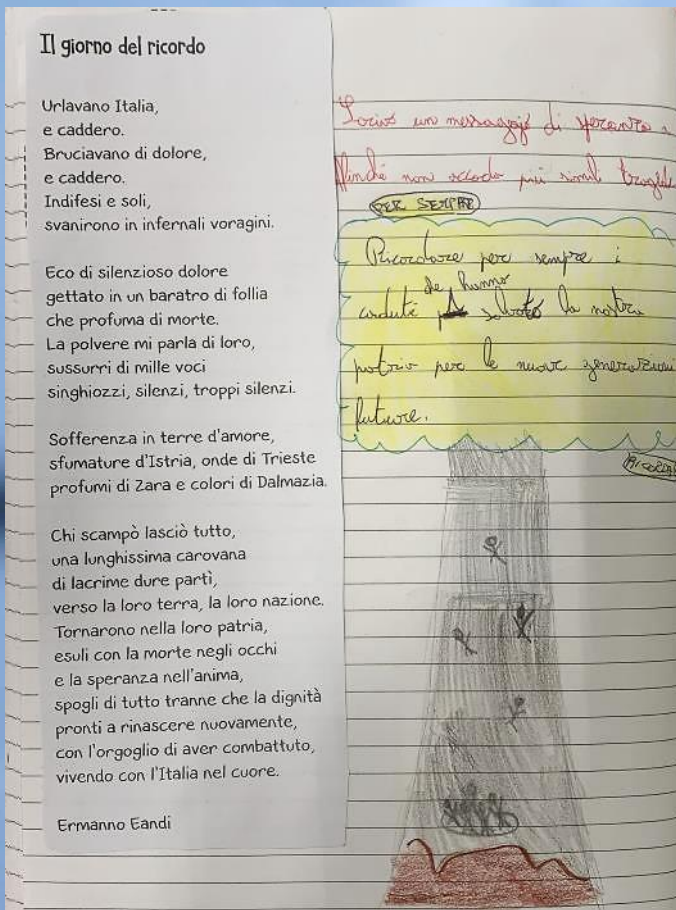 Il giorno del ricordo
Urlavano Italia,
e caddero.
Bruciavano di dolore,
e caddero.
Indifesi e soli,
svanirono in infernali voragini.
Eco di silenzioso dolore
gettato in un baratro di follia
che profuma di morte.
La polvere mi parla di loro,
sussurri di mille voci
singhiozzi, silenzi, troppi silenzi.
Sofferenza in terre d'amore,
sfumature d'Istria, onde di Trieste
profumi di Zara e colori di Dalmazia.
Chi scampò lasciò tutto,
una lunghissima carovana
di lacrime dure partì,
verso la loro terra, la loro nazione.
Tornarono nella loro patria,
esuli con la morte negli occhi
e la speranza nell'anima,
spogli di tutto tranne che la dignità
pronti a rinascere nuovamente,
con l'orgoglio di aver combattuto,
vivendo con l'Italia nel cuore.
Ermanno Eandi
un di speranza
non accada più simili
PER SEMPRE
Ricordare per sempre i
che hanno
caduti la nostra
patria per le nuove generazioni
future.